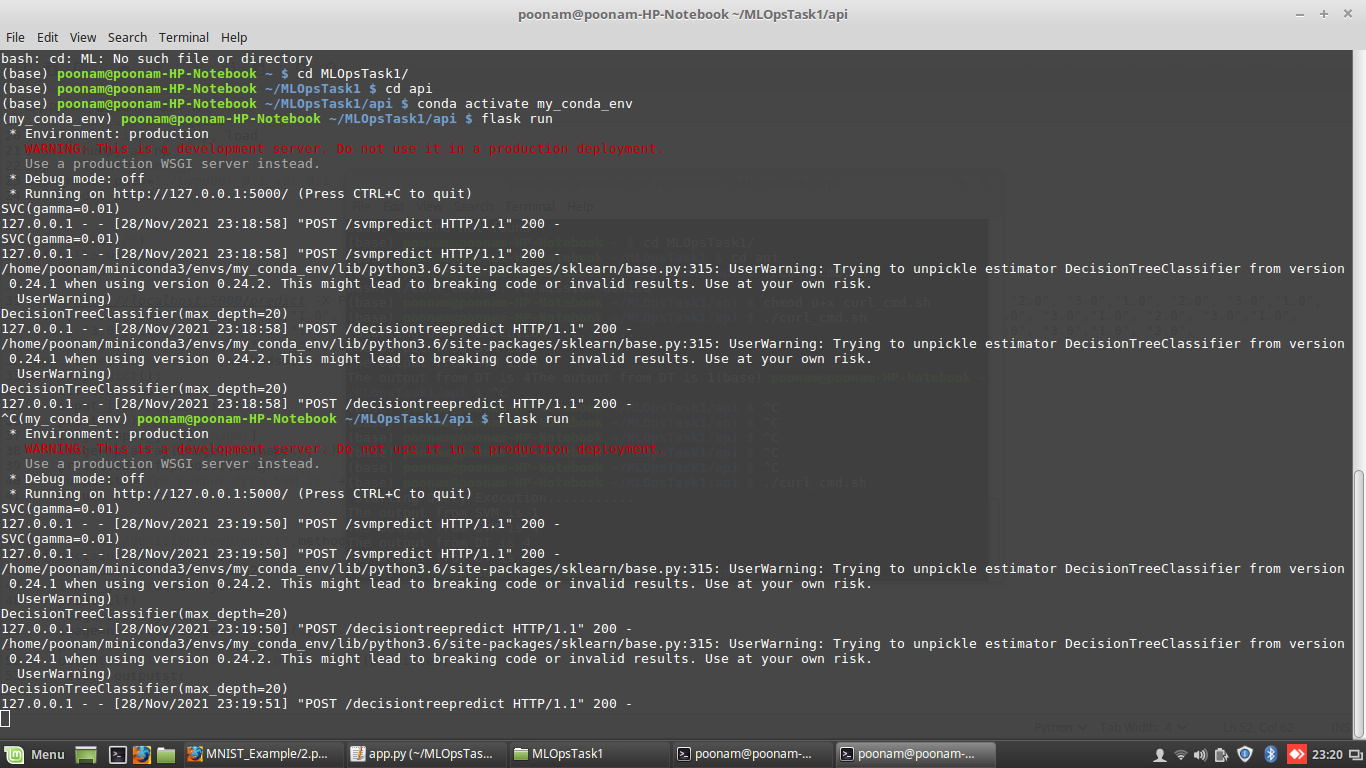 poonam@poonam-HP-Notebook ~/MLOpsTask1/api
File Edit View Search Terminal Help
bash: cd: ML: No such file or directory
(base) poonam@poonam-HP-Notebook ~ $ cd MLOpsTask1/
(base) poonam@poonam-HP-Notebook ~/MLOpsTask1 $ cd api
(base) poonam@poonam-HP-Notebook ~/MLOpsTask1/api $ conda activate my_conda_env
(my_conda_env) poonam@poonam-HP-Notebook ~/MLOpsTask1/api $ flask run
* Environment: production
WARNING: This is a development server. Do not use it in a production deployment.
Use a production WSGI server instead.
* Debug mode: off
* Running on http://127.0.0.1:5000/ (Press CTRL+C to quit)
SVC(gamma=0.01)
127.0.0.1 - - [28/Nov/2021 23:18:58] "POST /svmpredict HTTP/1.1" 200 -
SVC(gamma=0.01)
127.0.0.1 - - [28/Nov/2021 23:18:58] "POST /svmpredict HTTP/1.1" 200 -
/home/poonam/miniconda3/envs/my_conda_env/lib/python3.6/site-packages/sklearn/base.py:315: UserWarning: Trying to unpickle estimator DecisionTreeClassifier from version
0.24.1 when using version 0.24.2. This might lead to breaking code or invalid results. Use at your own risk.
UserWarning)
DecisionTreeClassifier(max_depth=20)
127.0.0.1 - - [28/Nov/2021 23:18:58] "POST /decisiontreepredict HTTP/1.1" 200 -
/home/poonam/miniconda3/envs/my_conda_env/lib/python3.6/site-packages/sklearn/base.py:315: UserWarning: Trying to unpickle estimator DecisionTreeClassifier from version
0.24.1 when using version 0.24.2. This might lead to breaking code or invalid results. Use at your own risk.
UserWarning)
DecisionTreeClassifier(max_depth=20)
127.0.0.1 - - [28/Nov/2021 23:18:58] "POST /decisiontreepredict HTTP/1.1" 200 -
^C(my_conda_env) poonam@poonam-HP-Notebook ~/MLOpsTask1/api $ flask run
* Environment: production
WARNING: This is a development server. Do not use it in a production deployment.
Use a production WSGI server instead.
* Debug mode: off
* Running on http://127.0.0.1:5000/ (Press CTRL+C to quit)
SVC(gamma=0.01)
127.0.0.1 - - [28/Nov/2021 23:19:50] "POST /svmpredict HTTP/1.1" 200 -
SVC(gamma=0.01)
127.0.0.1 - - [28/Nov/2021 23:19:50] "POST /svmpredict HTTP/1.1" 200 -
/home/poonam/miniconda3/envs/my_conda_env/lib/python3.6/site-packages/sklearn/base.py:315: UserWarning: Trying to unpickle estimator DecisionTreeClassifier from version
0.24.1 when using version 0.24.2. This might lead to breaking code or invalid results. Use at your own risk.
UserWarning)
DecisionTreeClassifier(max_depth=20)
127.0.0.1 - - [28/Nov/2021 23:19:50] "POST /decisiontreepredict HTTP/1.1" 200 -
/home/poonam/miniconda3/envs/my_conda_env/lib/python3.6/site-packages/sklearn/base.py:315: UserWarning: Trying to unpickle estimator DecisionTreeClassifier from version
0.24.1 when using version 0.24.2. This might lead to breaking code or invalid results. Use at your own risk.
UserWarning)
DecisionTreeClassifier(max_depth=20)
127.0.0.1 - - [28/Nov/2021 23:19:51] "POST /decisiontreepredict HTTP/1.1" 200 -
Python Tab Width: 8 Ln 52, Col 62 INS
Menu MNIST_Example/2.p... app.py (~/MLOpsTas... MLOpsTask1 poonam@poonam-... poonam@poonam-... 23:20